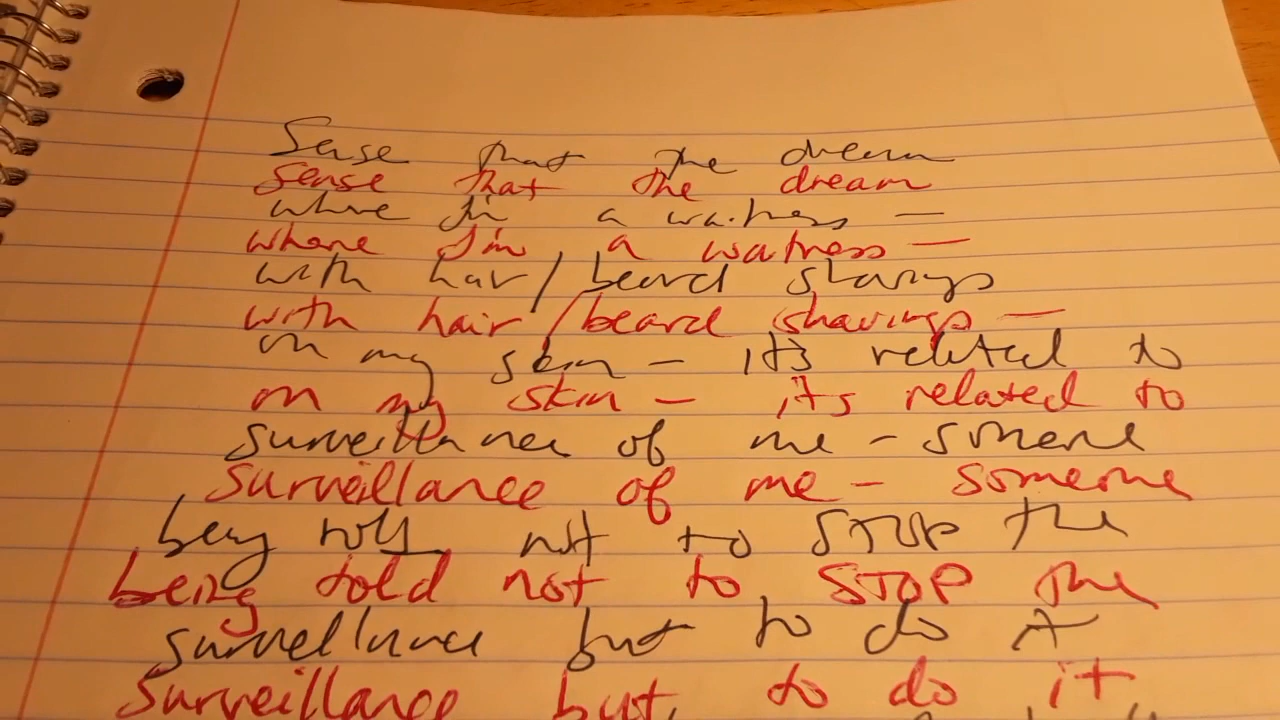 Sense that the dream
Sense that the dream
where I'm a waitress —
where I'm a waitress —
with hair/beard shavings
with hair/beard shavings —
on my skin — it's related to
on my skin — it's related to
surveillance of me - someone
surveillance of me - someone
being told not to STOP the
being told not to STOP the
surveillance but to do it
surveillance but to do it